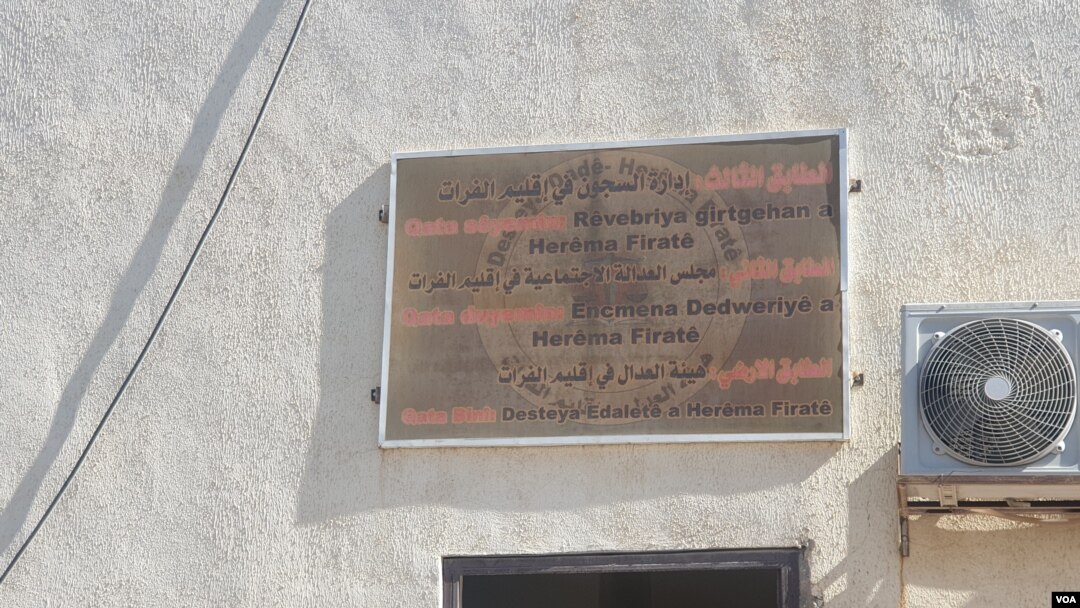 الطابق الثالث: إدارة السجون في إقليم الفرات
Qata sêyemîn: Rêvebriya girtgehan a
Herêma Firatê
الطابق الثاني: مجلس العدالة الاجتماعية في إقليم الفرات
Qata duyemîn: Encmena Dedweriyê a
Herêma Firatê
الطابق الارضي: هيئة العدال في إقليم الفرات
Qata Binî: Desteya Edaletê a Herêma Firatê
VOA